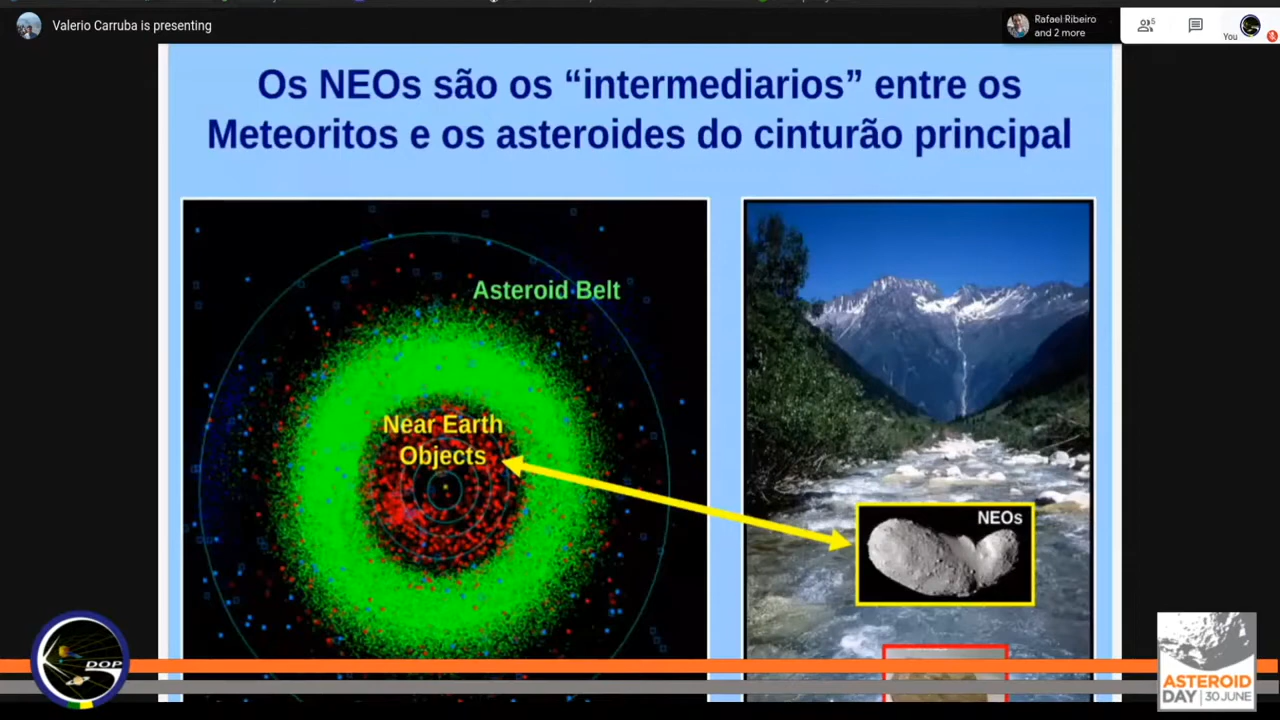 Valerio Carruba is presenting
Rafael Ribeiro
and 2 more
5
You
Os NEOs são os “intermediarios” entre os
Meteoritos e os asteroides do cinturão principal
Asteroid Belt
Near Earth
Objects
NEOs
DOP
ASTEROID
DAY | 30 JUNE